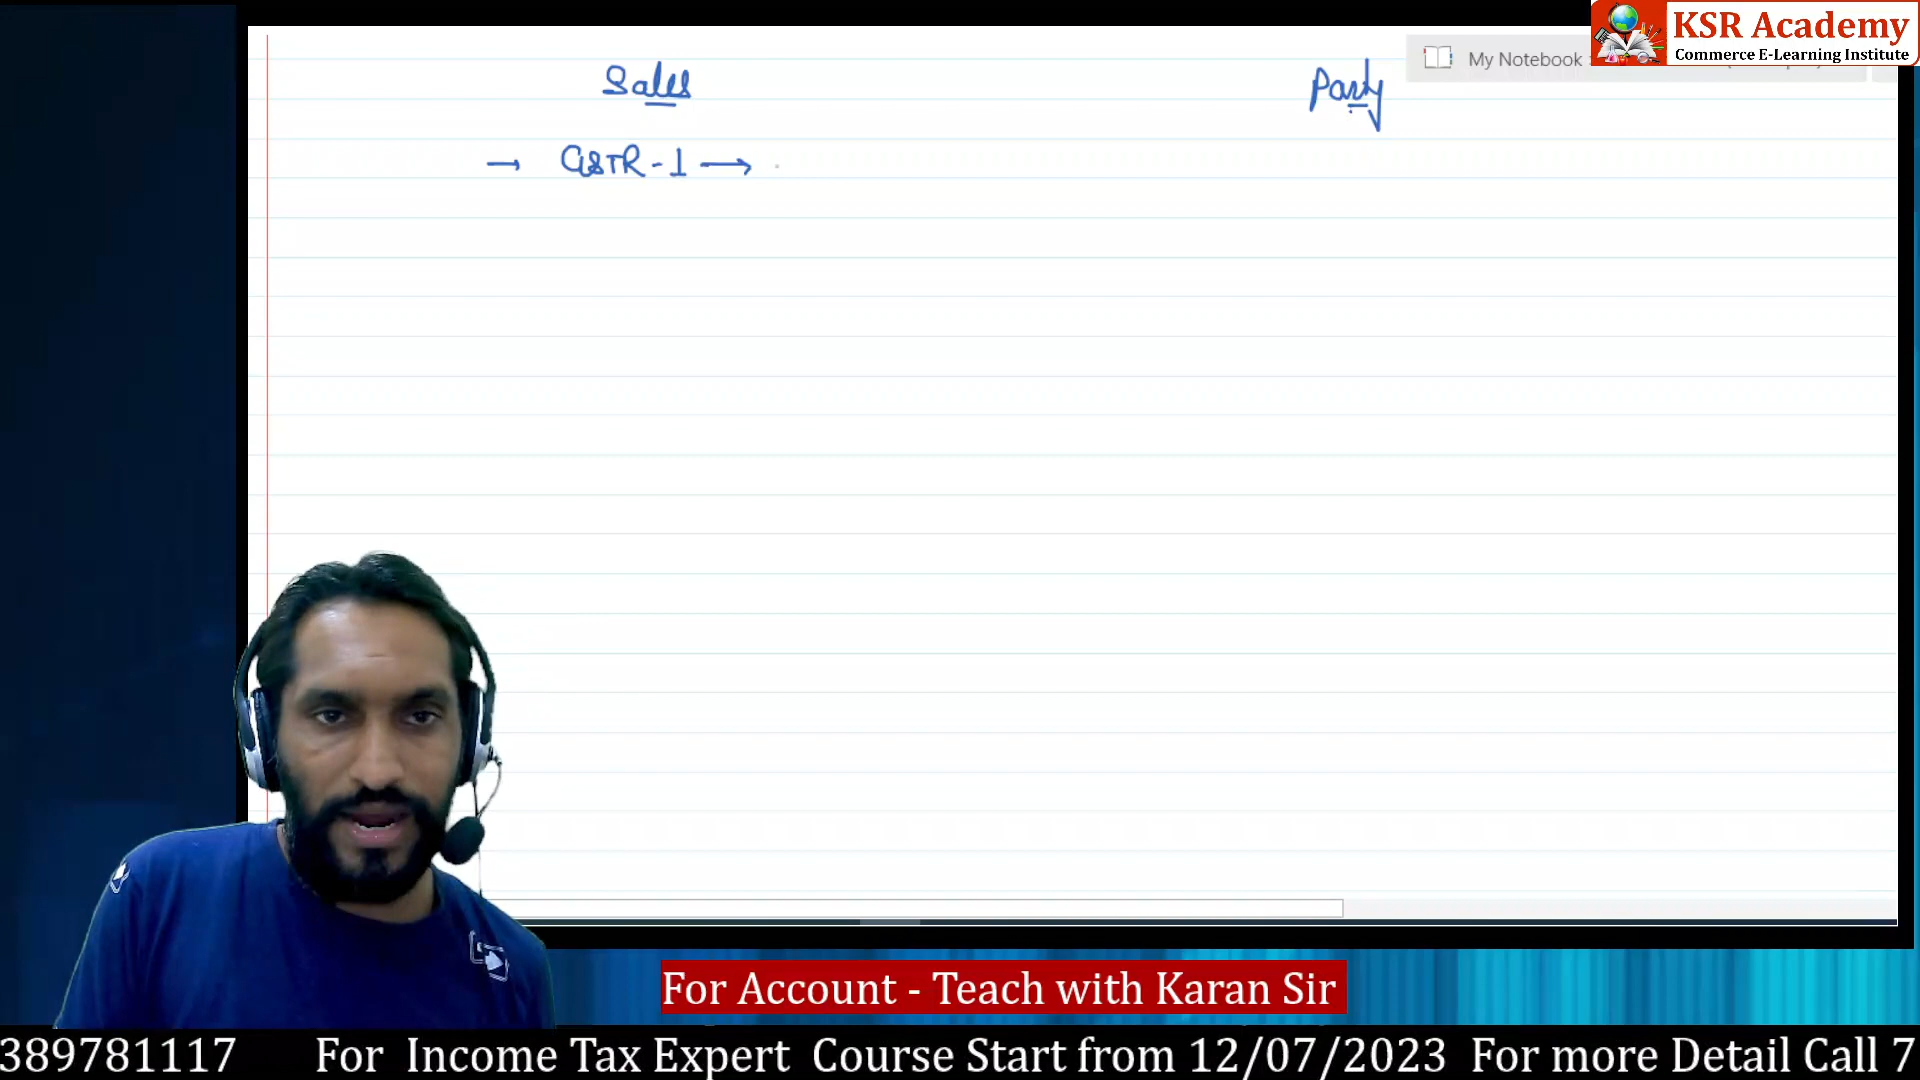 KSR Academy
Commerce E-Learning Institute
My Notebook
Sales
Party
→ GSTR-1 →
For Account - Teach with Karan Sir
389781117 For Income Tax Expert Course Start from 12/07/2023 For more Detail Call 7